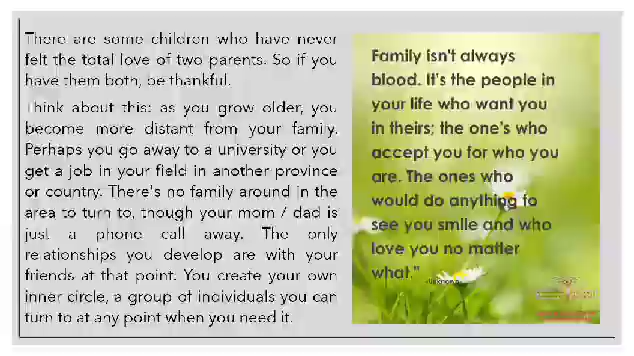 There are some children who have never
felt the total love of two parents. So if you
have them both, be thankful.
Think about this: as you grow older, you
become more distant from your family.
Perhaps you go away to a university or you
get a job in your field in another province
or country. There's no family around in the
area to turn to, though your mom / dad is
just a phone call away. The only
relationships you develop are with your
friends at that point. You create your own
inner circle, a group of individuals you can
turn to at any point when you need it.
Family isn't always
blood. It's the people in
your life who want you
in theirs; the one's who
accept you for who you
are. The ones who
would do anything to
see you smile and who
love you no matter
what."
-Unknown